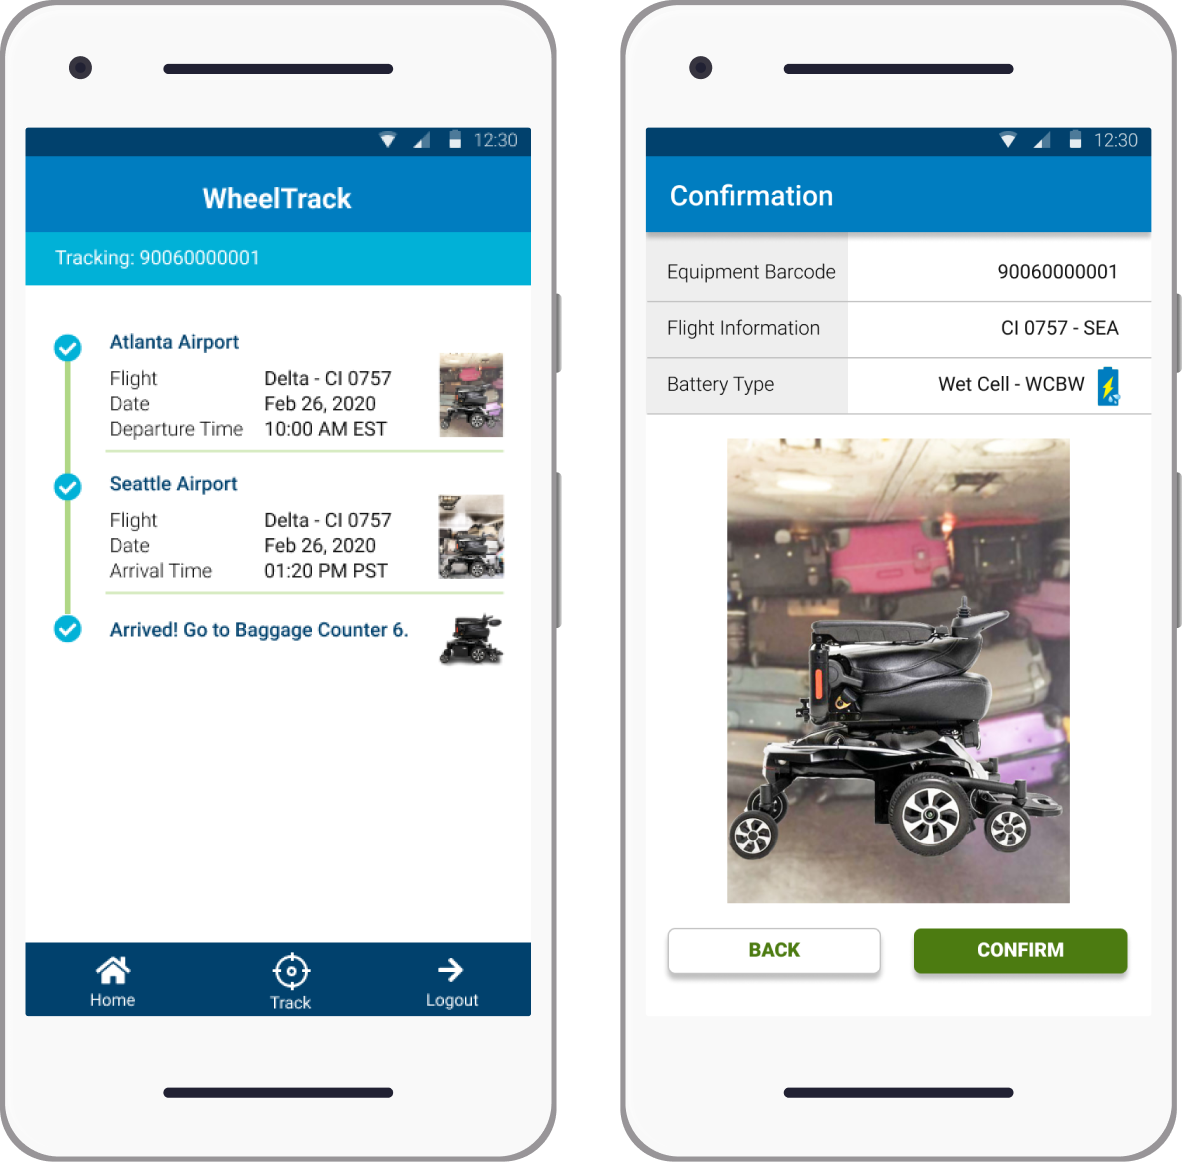 12:30
WheelTrack
Tracking: 90060000001
Atlanta Airport
Flight Delta - CI 0757
Date Feb 26, 2020
Departure Time 10:00 AM EST
Seattle Airport
Flight Delta - CI 0757
Date Feb 26, 2020
Arrival Time 01:20 PM PST
Arrived! Go to Baggage Counter 6.
Home Track Logout
12:30
Confirmation
Equipment Barcode 90060000001
Flight Information CI 0757 - SEA
Battery Type Wet Cell - WCBW
BACK CONFIRM